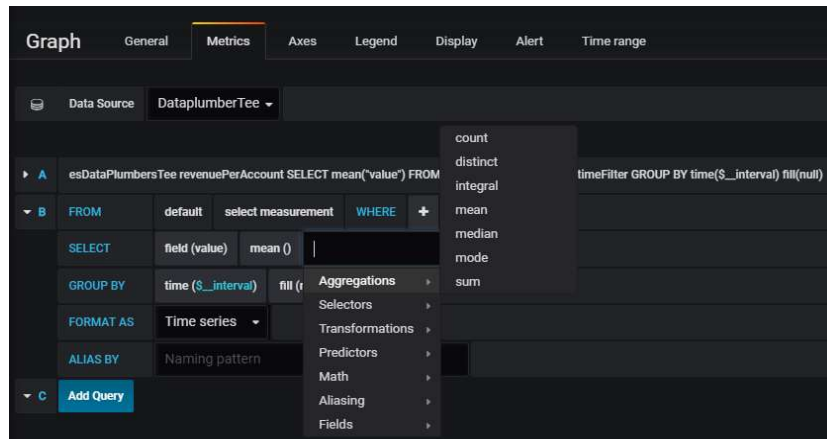 Graph General Metrics Axes Legend Display Alert Time range
Data Source DataplumberTee
count
distinct
A esDataPlumbersTee revenuePerAccount SELECT mean("value") FROM timeFilter GROUP BY time($__interval) fill(null)
integral
B FROM default select measurement WHERE +
mean
median
SELECT field (value) mean ()
mode
sum
GROUP BY time ($__interval) fill (
Aggregations
Selectors
FORMAT AS Time series
Transformations
Predictors
ALIAS BY Naming pattern
Math
C Add Query
Aliasing
Fields